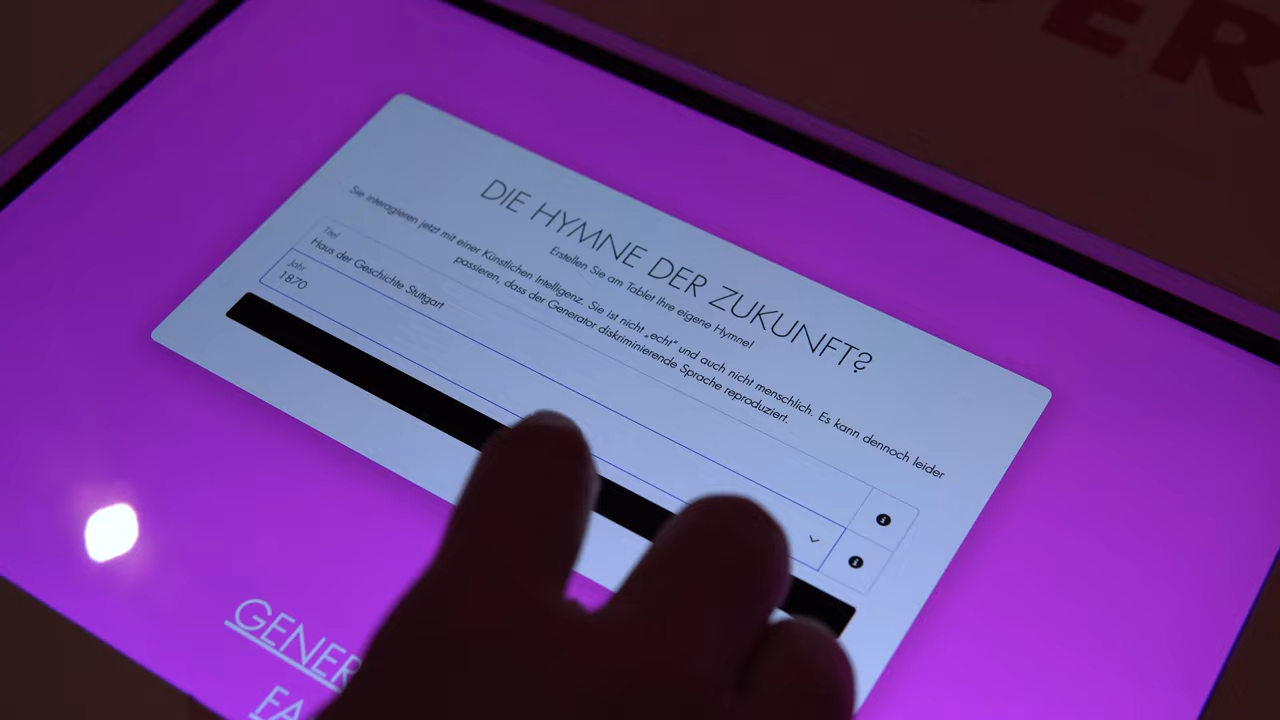 DIE HYMNE DER ZUKUNFT?
Erstellen Sie am Tablet Ihre eigene Hymne!
Sie interagieren jetzt mit einer Künstlichen Intelligenz. Sie ist nicht „echt“ und auch nicht menschlich. Es kann dennoch leider
passieren, dass der Generator diskriminierende Sprache reproduziert.
Titel
Haus der Geschichte Stuttgart
Jahr
1870